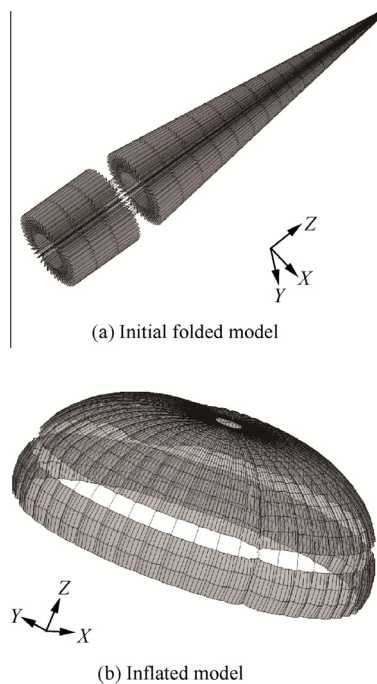 Z
X
Y
(a) Initial folded model
Z
Y
X
(b) Inflated model